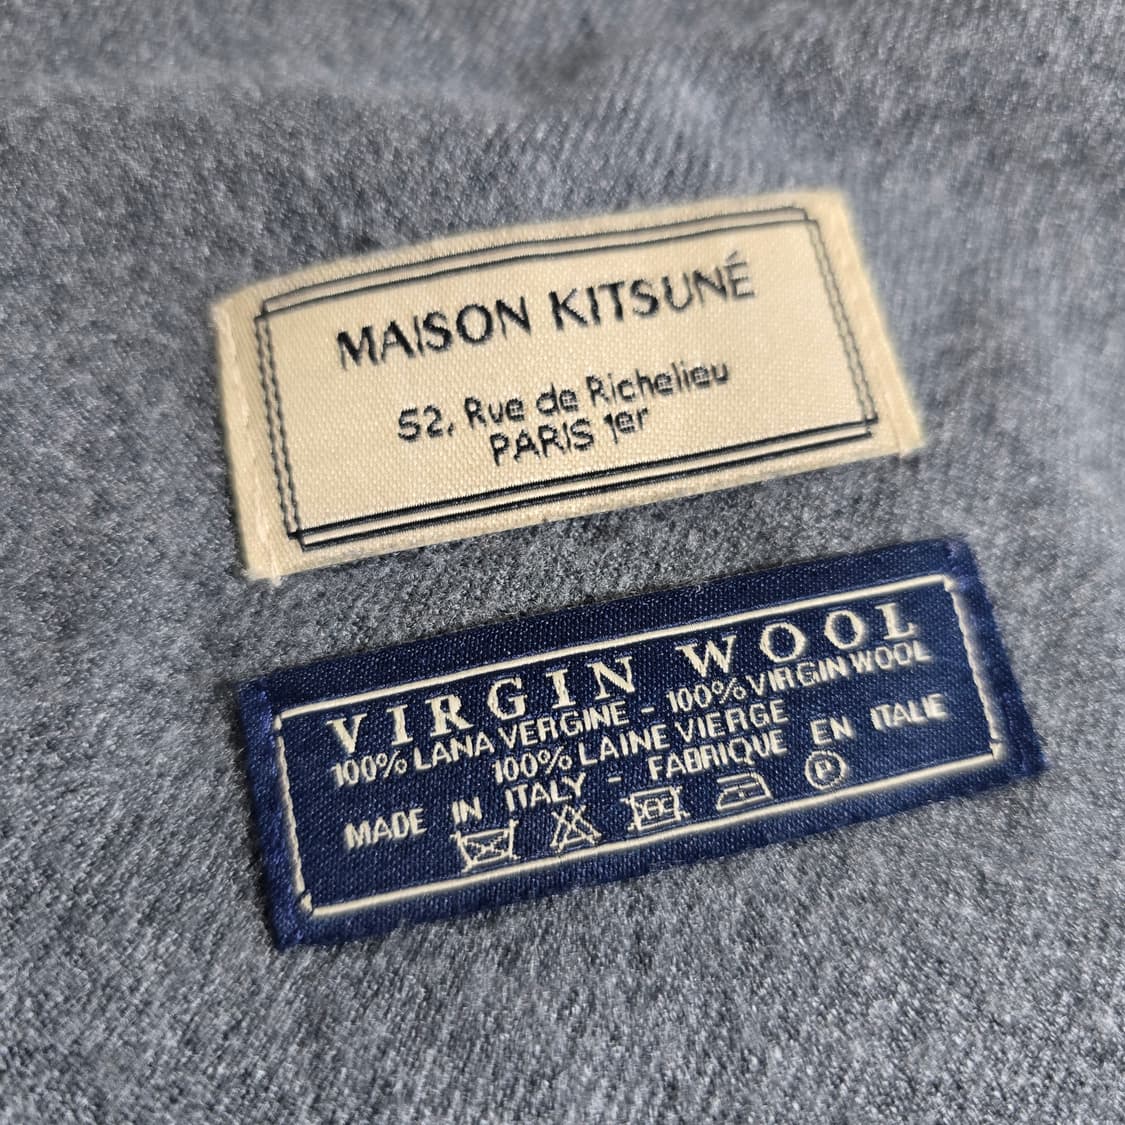 MAISON KITSUNÉ
52, Rue de Richelieu
PARIS 1er
VIRGIN WOOL
100% LANA VERGINE - 100% VIRGIN WOOL
100% LAINE VIERGE
MADE IN ITALY - FABRIQUE EN ITALIE
P